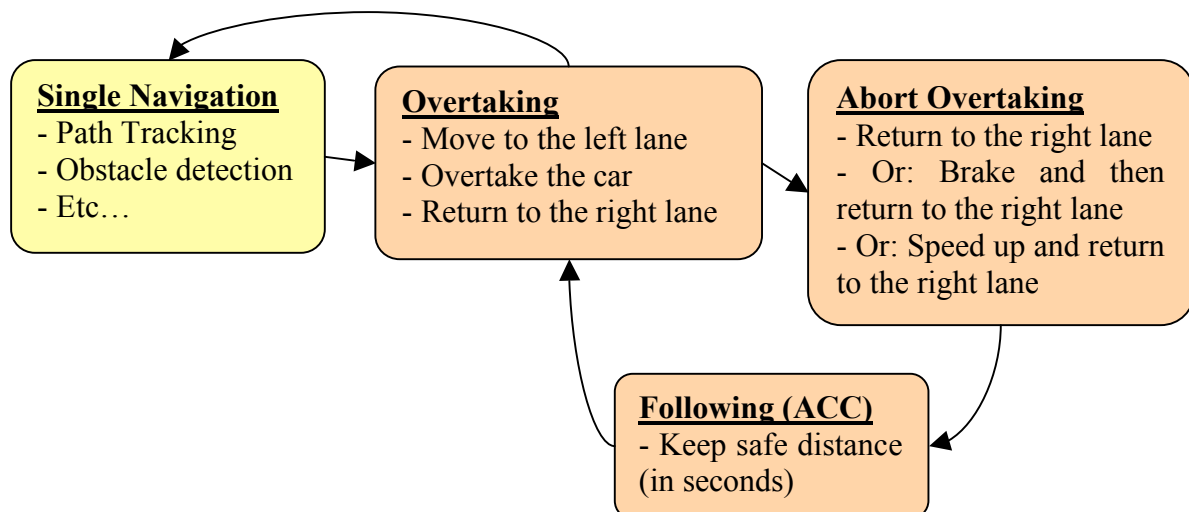 Single Navigation
- Path Tracking
- Obstacle detection
- Etc…
Overtaking
- Move to the left lane
- Overtake the car
- Return to the right lane
Abort Overtaking
- Return to the right lane
- Or: Brake and then
return to the right lane
- Or: Speed up and return
to the right lane
Following (ACC)
- Keep safe distance
(in seconds)